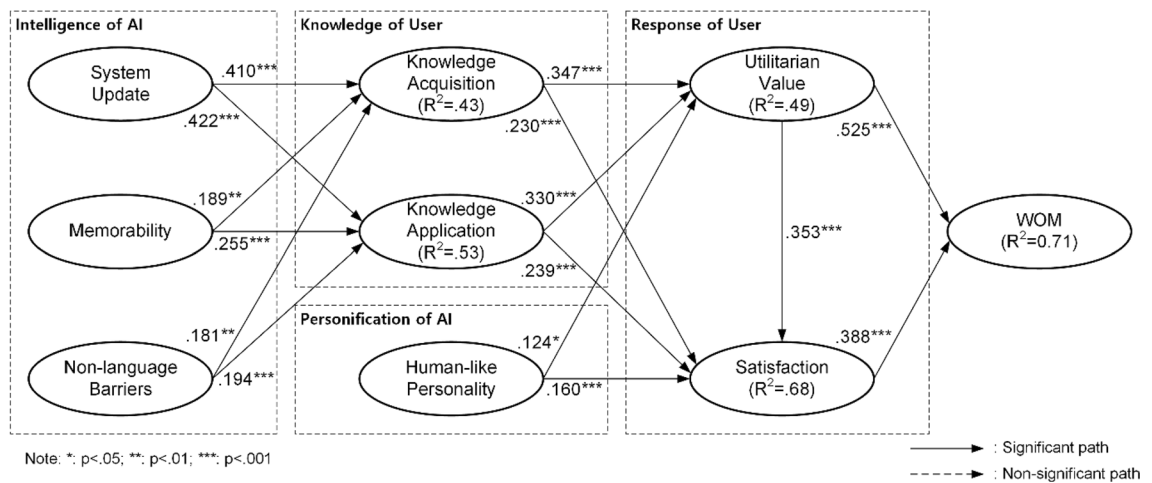 Intelligence of AI
Knowledge of User
Response of User
System
Update
.410***
.422***
Knowledge
Acquisition
(R²=.43)
.347***
.230***
Utilitarian
Value
(R²=.49)
.525***
Memorability
.189**
.255***
Knowledge
Application
(R²=.53)
.330***
.239***
.353***
WOM
(R²=0.71)
Personification of AI
Non-language
Barriers
.181**
.194***
Human-like
Personality
.124*
.160***
Satisfaction
(R²=.68)
.388***
Note: *: p<.05; **: p<.01; ***: p<.001
: Significant path
: Non-significant path